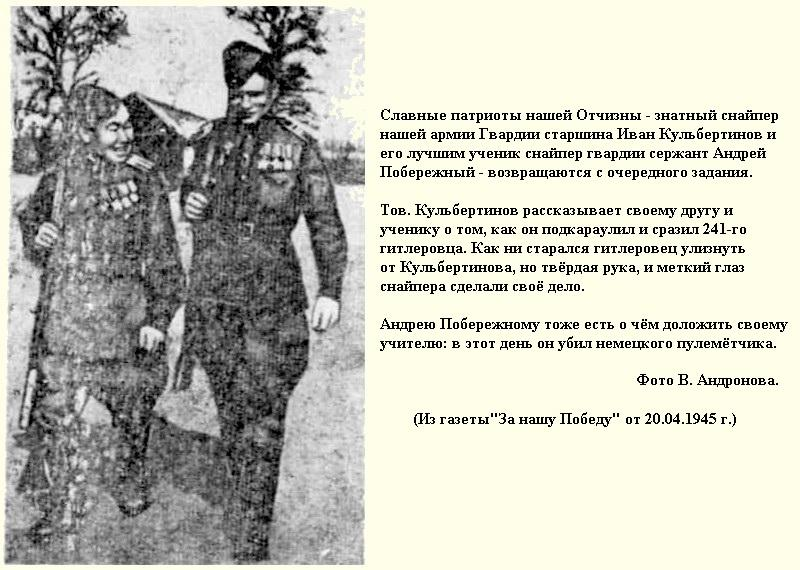 Славные патриоты нашей Отчизны - знатный снайпер
нашей армии Гвардии старшина Иван Кульбертинов и
его лучшим ученик снайпер гвардии сержант Андрей
Побережный - возвращаются с очередного задания.
Тов. Кульбертинов рассказывает своему другу и
ученику о том, как он подкараулил и сразил 241-го
гитлеровца. Как ни старался гитлеровец улизнуть
от Кульбертинова, но твёрдая рука, и меткий глаз
снайпера сделали своё дело.
Андрею Побережному тоже есть о чём доложить своему
учителю: в этот день он убил немецкого пулемётчика.
Фото В. Андронова.
(Из газеты"За нашу Победу" от 20.04.1945 г.)